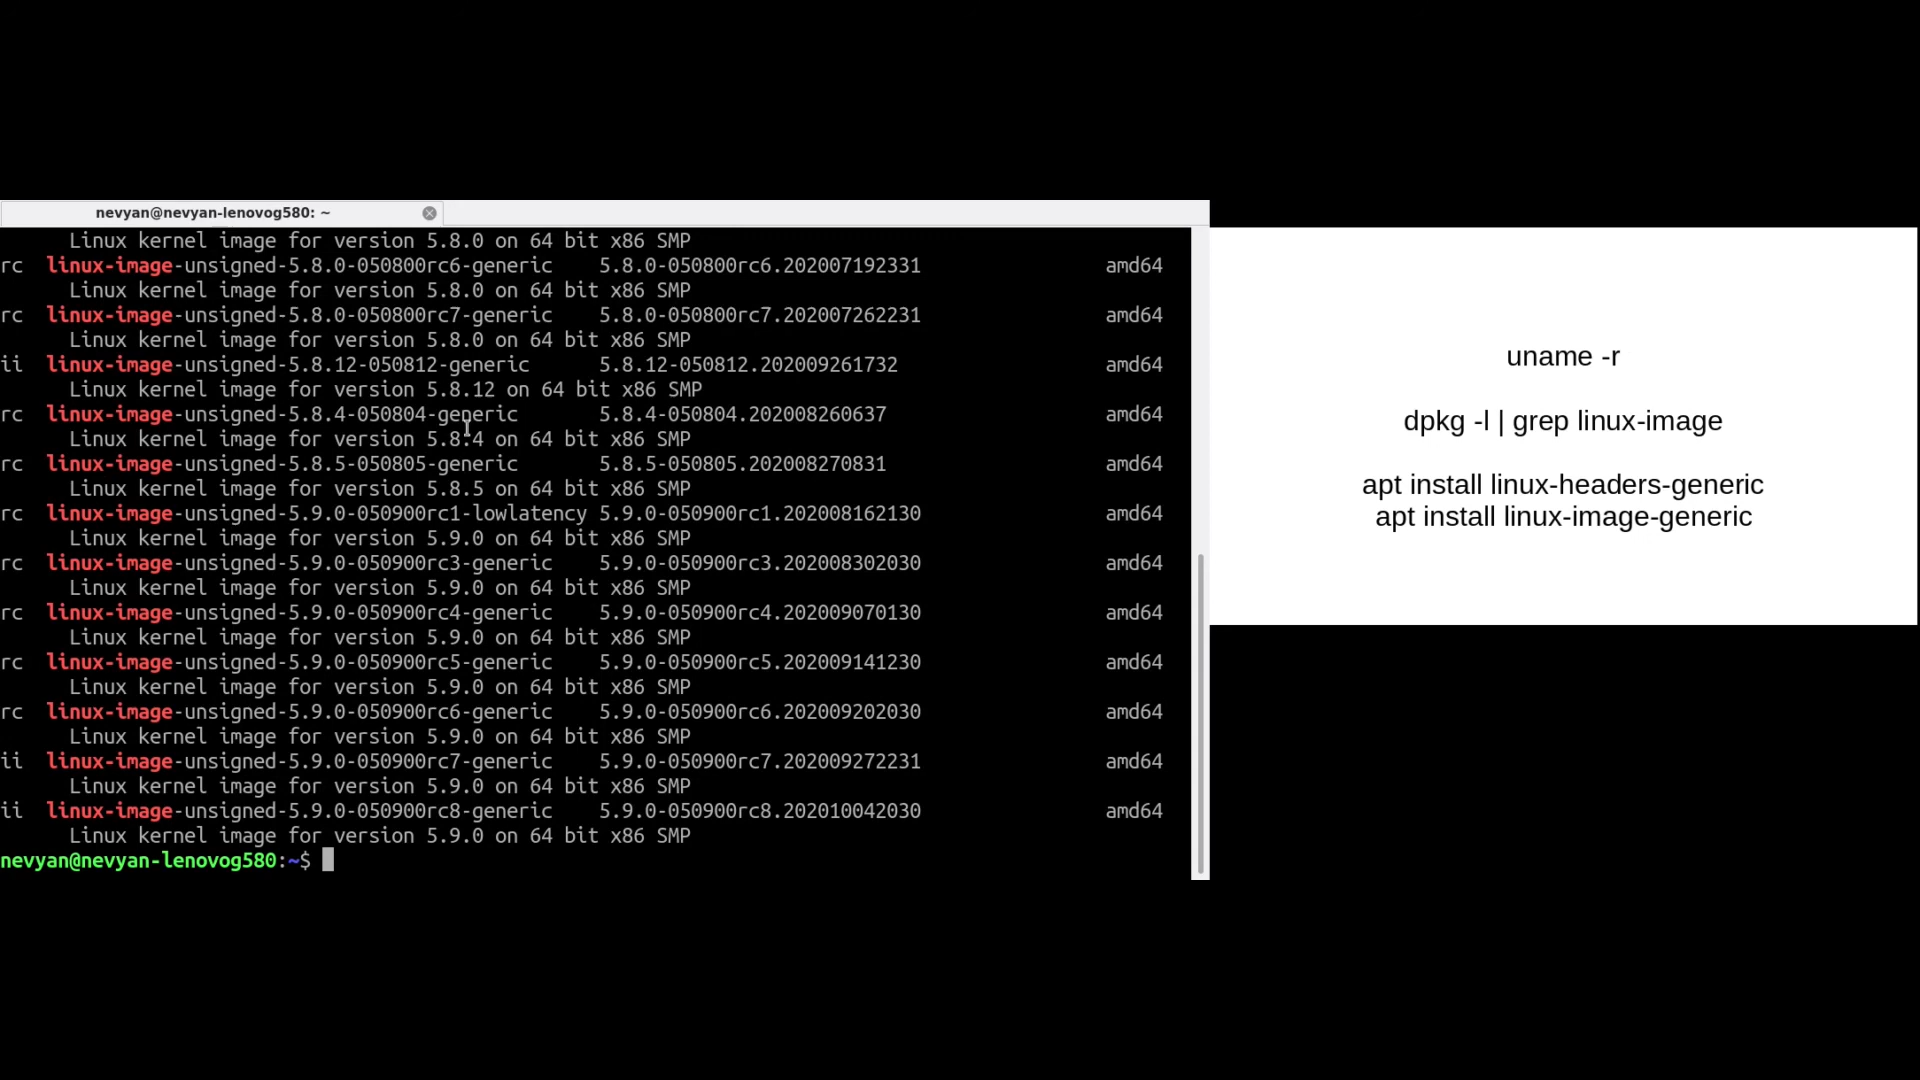 nevyan@nevyan-lenovog580: ~
Linux kernel image for version 5.8.0 on 64 bit x86 SMP
rc linux-image-unsigned-5.8.0-050800rc6-generic 5.8.0-050800rc6.202007192331 amd64
Linux kernel image for version 5.8.0 on 64 bit x86 SMP
rc linux-image-unsigned-5.8.0-050800rc7-generic 5.8.0-050800rc7.202007262231 amd64
Linux kernel image for version 5.8.0 on 64 bit x86 SMP
ii linux-image-unsigned-5.8.12-050812-generic 5.8.12-050812.202009261732 amd64
Linux kernel image for version 5.8.12 on 64 bit x86 SMP
rc linux-image-unsigned-5.8.4-050804-generic 5.8.4-050804.202008260637 amd64
Linux kernel image for version 5.8.4 on 64 bit x86 SMP
rc linux-image-unsigned-5.8.5-050805-generic 5.8.5-050805.202008270831 amd64
Linux kernel image for version 5.8.5 on 64 bit x86 SMP
rc linux-image-unsigned-5.9.0-050900rc1-lowlatency 5.9.0-050900rc1.202008162130 amd64
Linux kernel image for version 5.9.0 on 64 bit x86 SMP
rc linux-image-unsigned-5.9.0-050900rc3-generic 5.9.0-050900rc3.202008302030 amd64
Linux kernel image for version 5.9.0 on 64 bit x86 SMP
rc linux-image-unsigned-5.9.0-050900rc4-generic 5.9.0-050900rc4.202009070130 amd64
Linux kernel image for version 5.9.0 on 64 bit x86 SMP
rc linux-image-unsigned-5.9.0-050900rc5-generic 5.9.0-050900rc5.202009141230 amd64
Linux kernel image for version 5.9.0 on 64 bit x86 SMP
rc linux-image-unsigned-5.9.0-050900rc6-generic 5.9.0-050900rc6.202009202030 amd64
Linux kernel image for version 5.9.0 on 64 bit x86 SMP
ii linux-image-unsigned-5.9.0-050900rc7-generic 5.9.0-050900rc7.202009272231 amd64
Linux kernel image for version 5.9.0 on 64 bit x86 SMP
ii linux-image-unsigned-5.9.0-050900rc8-generic 5.9.0-050900rc8.202010042030 amd64
Linux kernel image for version 5.9.0 on 64 bit x86 SMP
nevyan@nevyan-lenovog580:~$
uname -r
dpkg -l | grep linux-image
apt install linux-headers-generic
apt install linux-image-generic